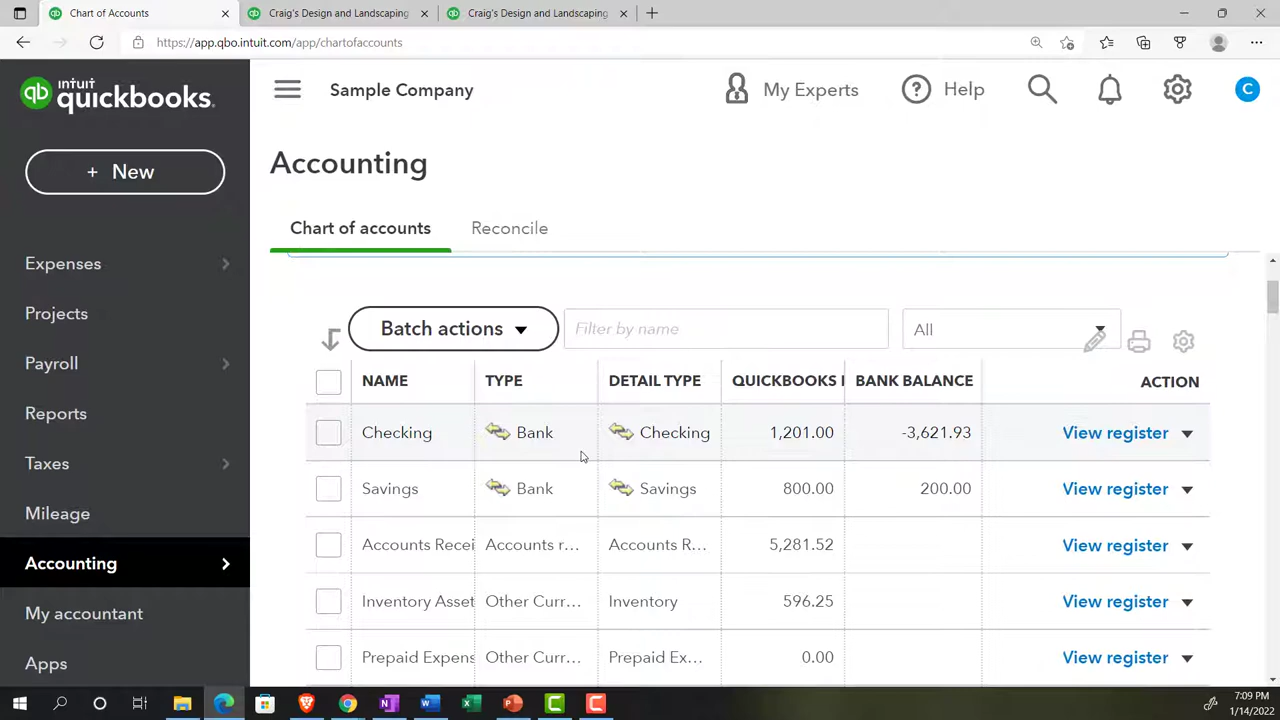 Chart of Accounts
Craig's Design and Landscaping
Craig's Design and Landscaping
https://app.qbo.intuit.com/app/chartofaccounts
qb INTUIT quickbooks.
Sample Company
My Experts
Help
C
+ New
Accounting
Chart of accounts
Reconcile
Expenses
Projects
Payroll
Reports
Taxes
Mileage
Accounting
My accountant
Apps
Batch actions
Filter by name
All
NAME TYPE DETAIL TYPE QUICKBOOKS BANK BALANCE ACTION
Checking Bank Checking 1,201.00 -3,621.93 View register
Savings Bank Savings 800.00 200.00 View register
Accounts Recei Accounts r... Accounts R... 5,281.52 View register
Inventory Asset Other Curr... Inventory 596.25 View register
Prepaid Expens Other Curr... Prepaid Ex... 0.00 View register
7:09 PM
1/14/2022